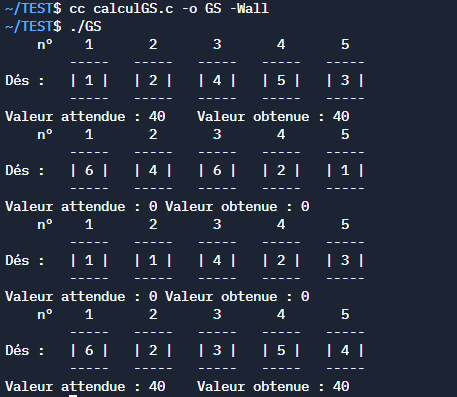 ~/TEST$ cc calculGS.c -o GS -Wall
~/TEST$ ./GS
n° 1 2 3 4 5
----- ----- ----- ----- -----
Dés : | 1 | | 2 | | 4 | | 5 | | 3 |
----- ----- ----- ----- -----
Valeur attendue : 40 Valeur obtenue : 40
n° 1 2 3 4 5
----- ----- ----- ----- -----
Dés : | 6 | | 4 | | 6 | | 2 | | 1 |
----- ----- ----- ----- -----
Valeur attendue : 0 Valeur obtenue : 0
n° 1 2 3 4 5
----- ----- ----- ----- -----
Dés : | 1 | | 1 | | 4 | | 2 | | 3 |
----- ----- ----- ----- -----
Valeur attendue : 0 Valeur obtenue : 0
n° 1 2 3 4 5
----- ----- ----- ----- -----
Dés : | 6 | | 2 | | 3 | | 5 | | 4 |
----- ----- ----- ----- -----
Valeur attendue : 40 Valeur obtenue : 40